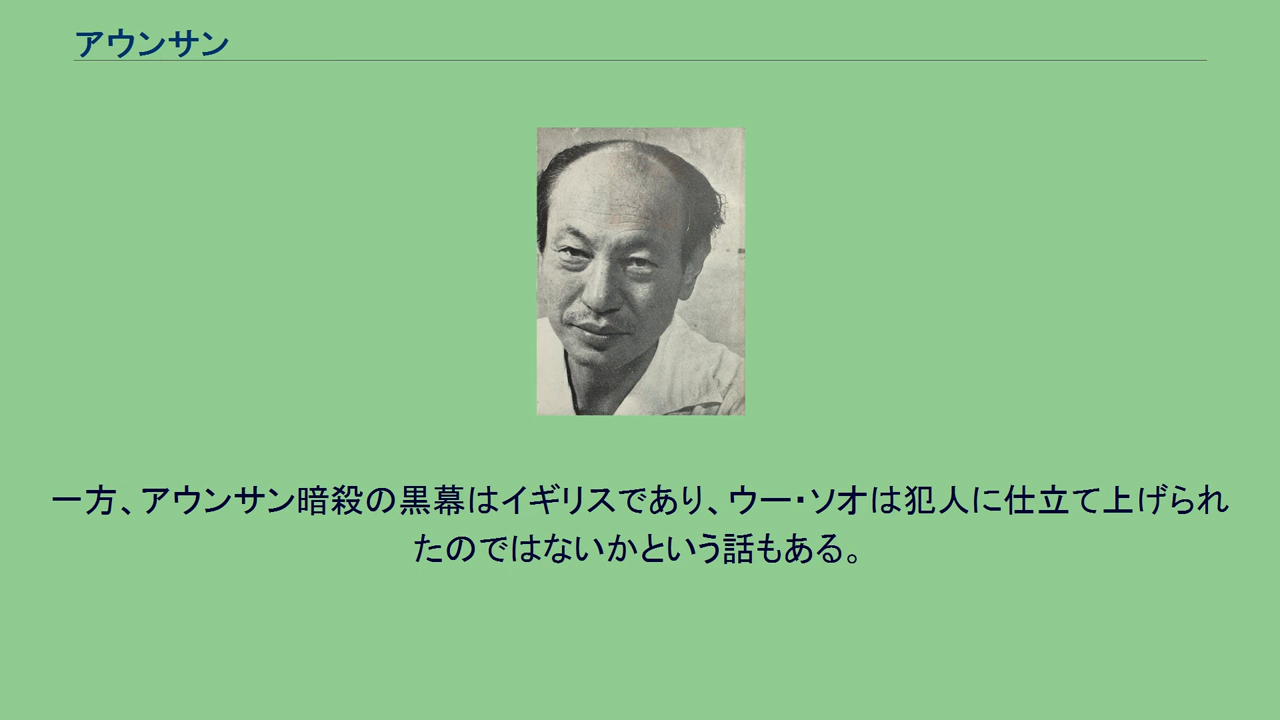 アウンサン
一方、アウンサン暗殺の黒幕はイギリスであり、ウー・ソオは犯人に仕立て上げられ
たのではないかという話もある。